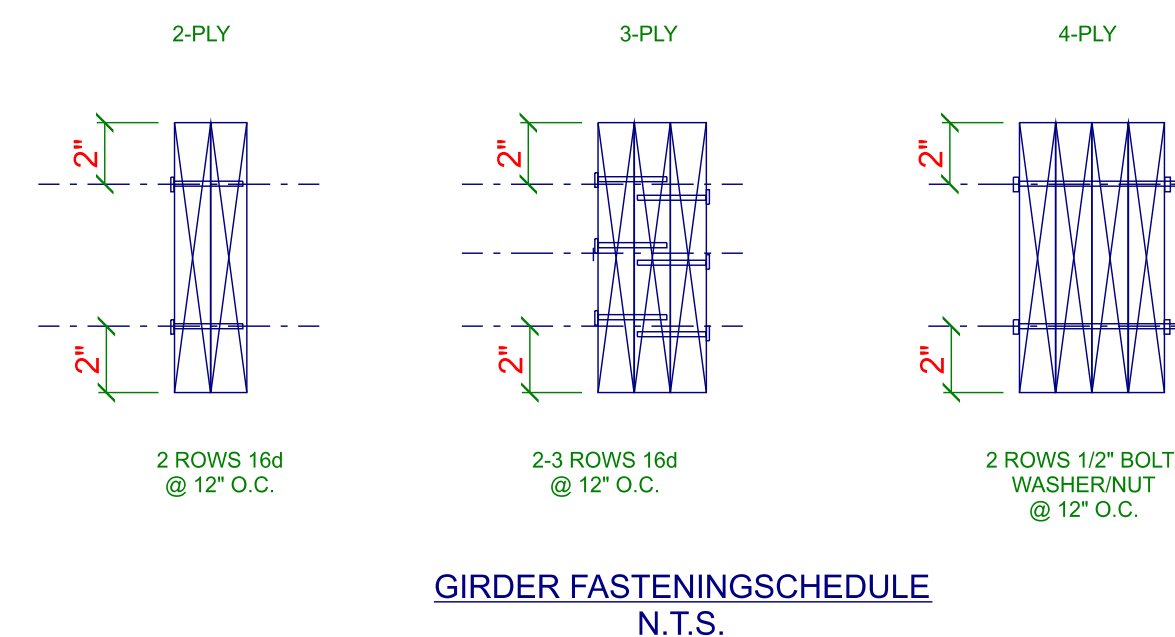 2-PLY
3-PLY
4-PLY
2"
2"
2"
2"
2"
2"
2 ROWS 16d
@ 12" O.C.
2-3 ROWS 16d
@ 12" O.C.
2 ROWS 1/2" BOLT
WASHER/NUT
@ 12" O.C.
GIRDER FASTENINGSCHEDULE
N.T.S.